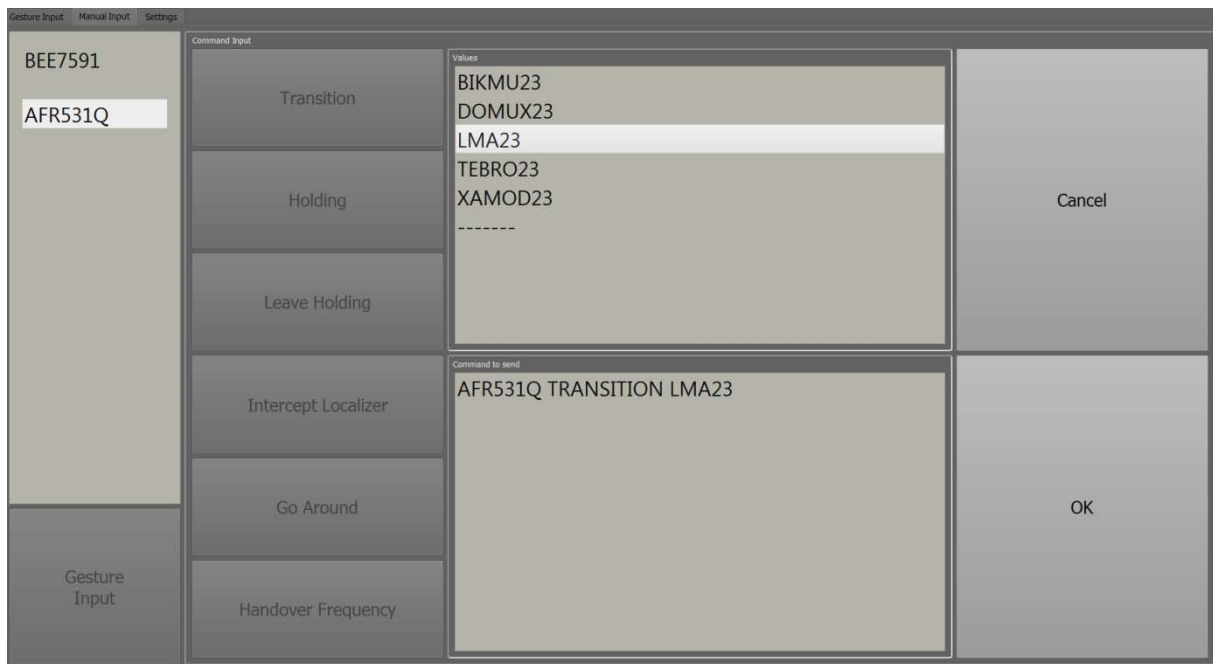 Gesture Input Manual Input Settings
BEE7591
AFR531Q
Gesture
Input
Command Input
Transition
Holding
Leave Holding
Intercept Localizer
Go Around
Handover Frequency
Values
BIKMU23
DOMUX23
LMA23
TEBRO23
XAMOD23
-------
Command to send
AFR531Q TRANSITION LMA23
Cancel
OK